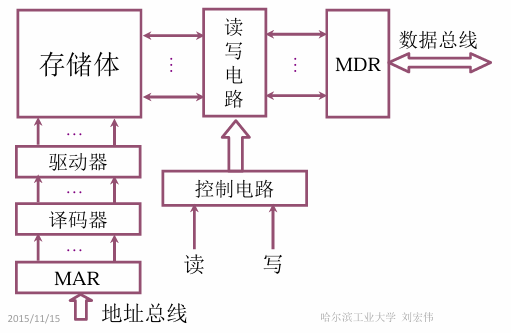 存储体
读
写
电
路
MDR
数据总线
…
…
驱动器
…
控制电路
译码器
…
读
写
MAR
…
地址总线
2015/11/15
哈尔滨工业大学 刘宏伟